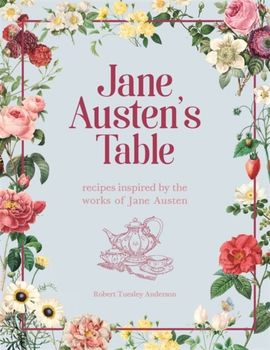 Jane
Austen's
Table
recipes inspired by the
works of Jane Austen
Robert Tuesley Anderson